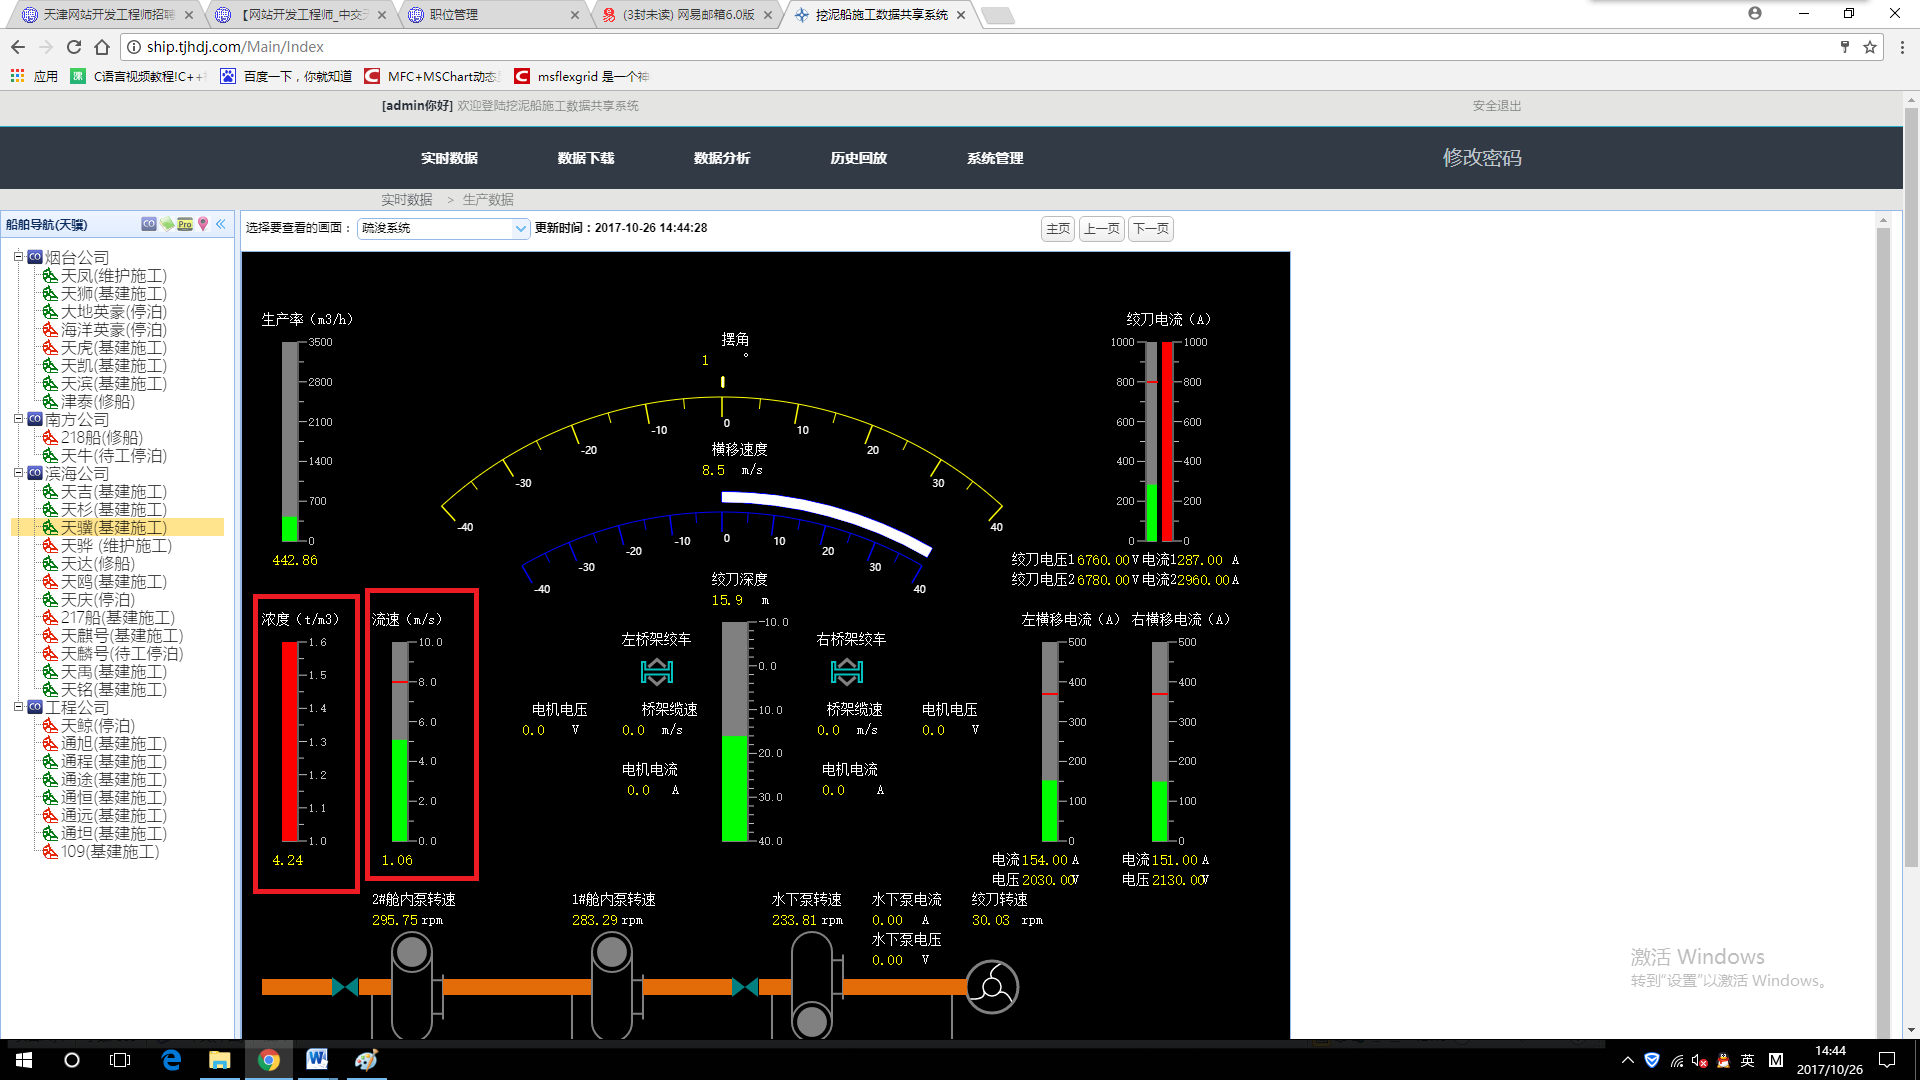 天津网站开发工程师招聘
【网站开发工程师_中交天
职位管理
(3封未读) 网易邮箱6.0版
挖泥船施工数据共享系统
ship.tjhdj.com/Main/Index
应用
C语言视频教程!C++
百度一下，你就知道
MFC+MSChart动态
msflexgrid 是一个神
[admin你好] 欢迎登陆挖泥船施工数据共享系统
安全退出
实时数据 数据下载 数据分析 历史回放 系统管理
修改密码
实时数据 > 生产数据
船舶导航(天骥)
CO Pro
选择要查看的画面： 疏浚系统 更新时间：2017-10-26 14:44:28
主页 上一页 下一页
烟台公司
天凤(维护施工)
天狮(基建施工)
大地英豪(停泊)
海洋英豪(停泊)
天虎(基建施工)
天凯(基建施工)
天滨(基建施工)
津泰(修船)
南方公司
218船(修船)
天牛(待工停泊)
滨海公司
天吉(基建施工)
天杉(基建施工)
天骥(基建施工)
天骅 (维护施工)
天达(修船)
天鸥(基建施工)
天庆(停泊)
217船(基建施工)
天麒号(基建施工)
天麟号(待工停泊)
天禹(基建施工)
天铭(基建施工)
工程公司
天鲸(停泊)
通旭(基建施工)
通程(基建施工)
通途(基建施工)
通恒(基建施工)
通远(基建施工)
通坦(基建施工)
109(基建施工)
生产率（m3/h）
3500
2800
2100
1400
700
0
442.86
摆角
1 °
-40 -30 -20 -10 0 10 20 30 40
横移速度
8.5 m/s
-40 -30 -20 -10 0 10 20 30 40
绞刀电流（A）
1000 1000
800 800
600 600
400 400
200 200
0 0
绞刀电压1 6760.00 V 电流1 287.00 A
绞刀电压2 6780.00 V 电流2 2960.00 A
浓度（t/m3）
1.6
1.5
1.4
1.3
1.2
1.1
1.0
4.24
流速（m/s）
10.0
8.0
6.0
4.0
2.0
0.0
1.06
绞刀深度
15.9 m
-10.0
0.0
10.0
20.0
30.0
40.0
左桥架绞车
右桥架绞车
电机电压
0.0 V
桥架缆速
0.0 m/s
桥架缆速
0.0 m/s
电机电压
0.0 V
电机电流
0.0 A
电机电流
0.0 A
左横移电流（A）
500
400
300
200
100
0
电流 154.00 A
电压 2030.00 V
右横移电流（A）
500
400
300
200
100
0
电流 151.00 A
电压 2130.00 V
2#舱内泵转速
295.75 rpm
1#舱内泵转速
283.29 rpm
水下泵转速
233.81 rpm
水下泵电流
0.00 A
水下泵电压
0.00 V
绞刀转速
30.03 rpm
激活 Windows
转到“设置”以激活 Windows。
英
M
14:44
2017/10/26